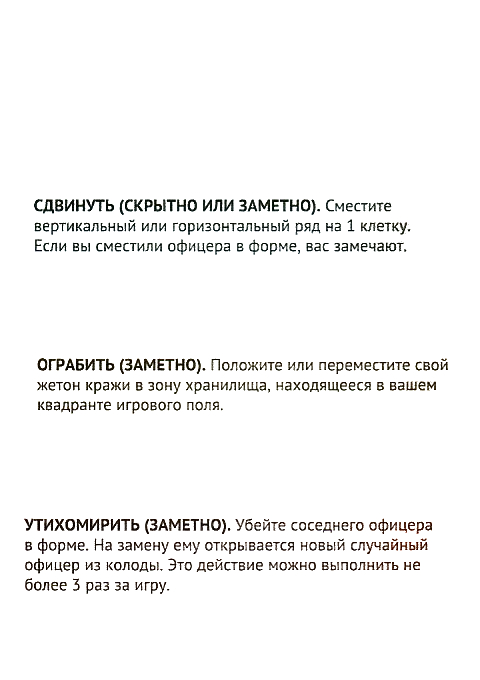 СДВИНУТЬ (СКРЫТНО ИЛИ ЗАМЕТНО). Сместите
вертикальный или горизонтальный ряд на 1 клетку.
Если вы сместили офицера в форме, вас замечают.
ОГРАБИТЬ (ЗАМЕТНО). Положите или переместите свой
жетон кражи в зону хранилища, находящееся в вашем
квадранте игрового поля.
УТИХОМИРИТЬ (ЗАМЕТНО). Убейте соседнего офицера
в форме. На замену ему открывается новый случайный
офицер из колоды. Это действие можно выполнить не
более 3 раз за игру.